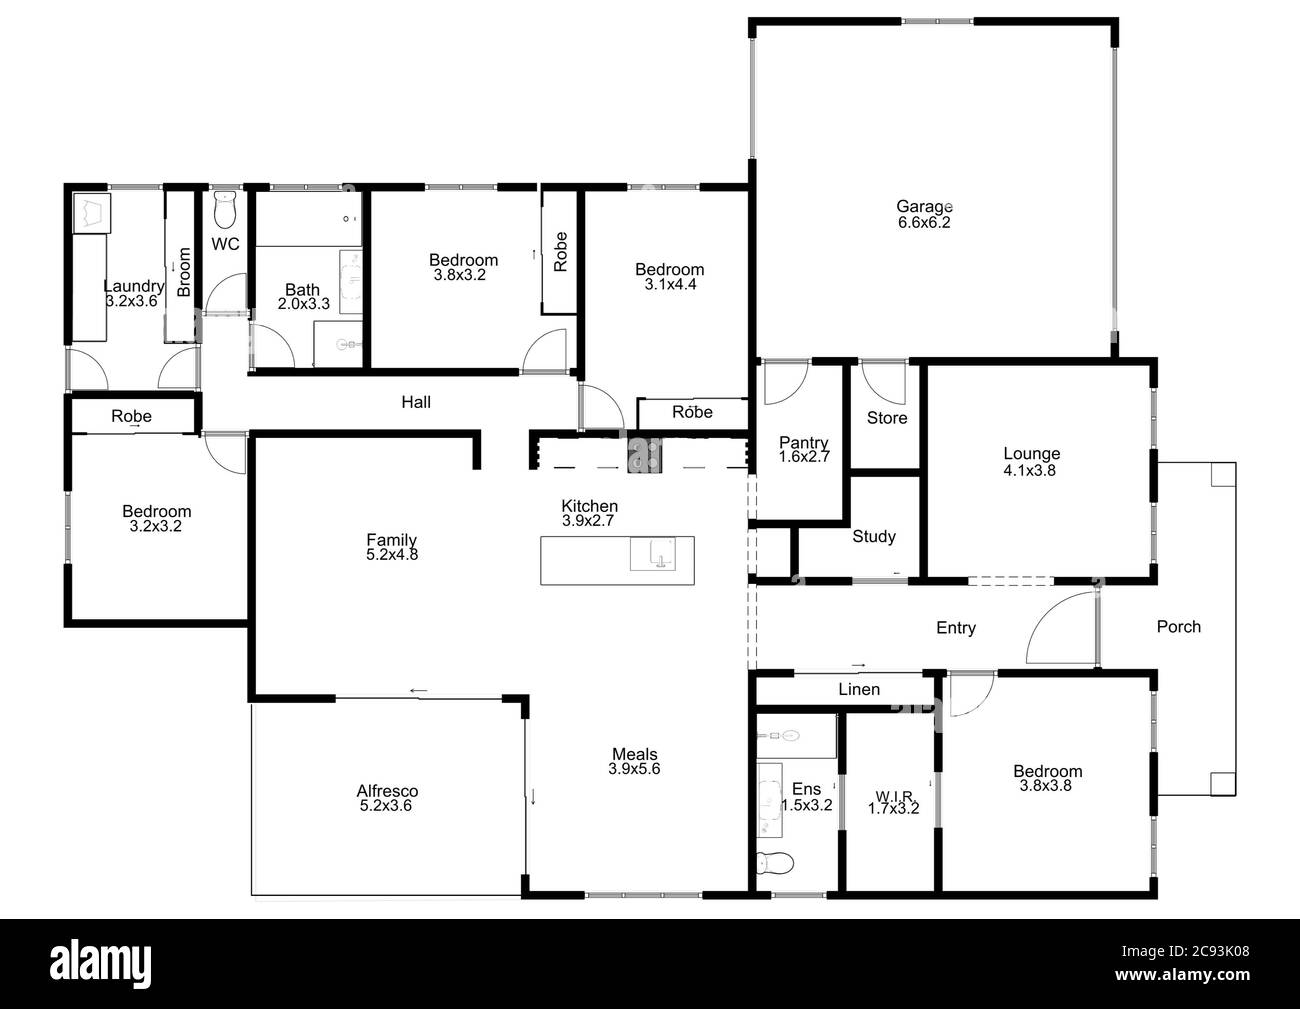 Garage
6.6x6.2
WC
Laundry
3.2x3.6
Broom
Bath
2.0x3.3
Bedroom
3.8x3.2
Robe
Bedroom
3.1x4.4
Robe
Hall
Robe
Bedroom
3.2x3.2
Family
5.2x4.8
Kitchen
3.9x2.7
Pantry
1.6x2.7
Store
Study
Lounge
4.1x3.8
Entry
Porch
Linen
Meals
3.9x5.6
Alfresco
5.2x3.6
Ens
1.5x3.2
W.I.R.
1.7x3.2
Bedroom
3.8x3.8
alamy
Image ID: 2C93K08
www.alamy.com